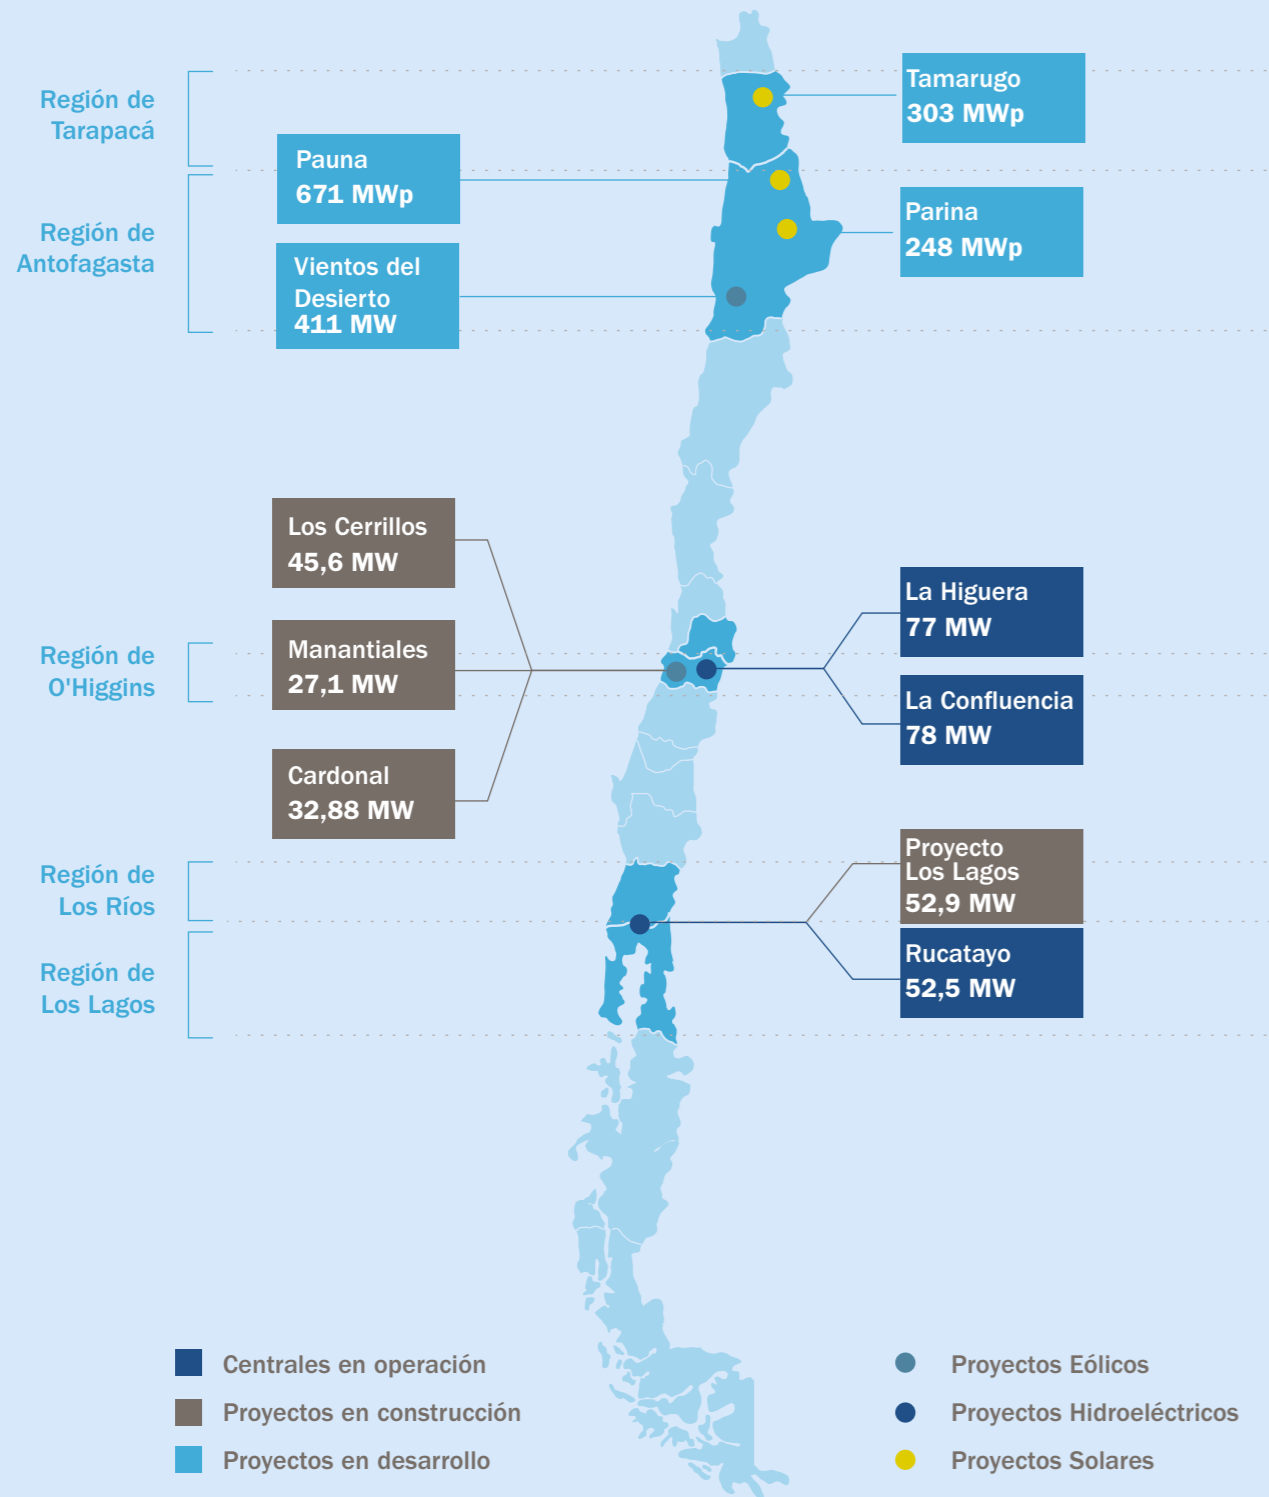 Región de
Tarapacá
Tamarugo
303 MWp
Pauna
671 MWp
Región de
Antofagasta
Parina
248 MWp
Vientos del
Desierto
411 MW
Los Cerrillos
45,6 MW
Región de
O'Higgins
Manantiales
27,1 MW
Cardonal
32,88 MW
La Higuera
77 MW
La Confluencia
78 MW
Región de
Los Ríos
Proyecto
Los Lagos
52,9 MW
Región de
Los Lagos
Rucatayo
52,5 MW
Centrales en operación
Proyectos en construcción
Proyectos en desarrollo
Proyectos Eólicos
Proyectos Hidroeléctricos
Proyectos Solares